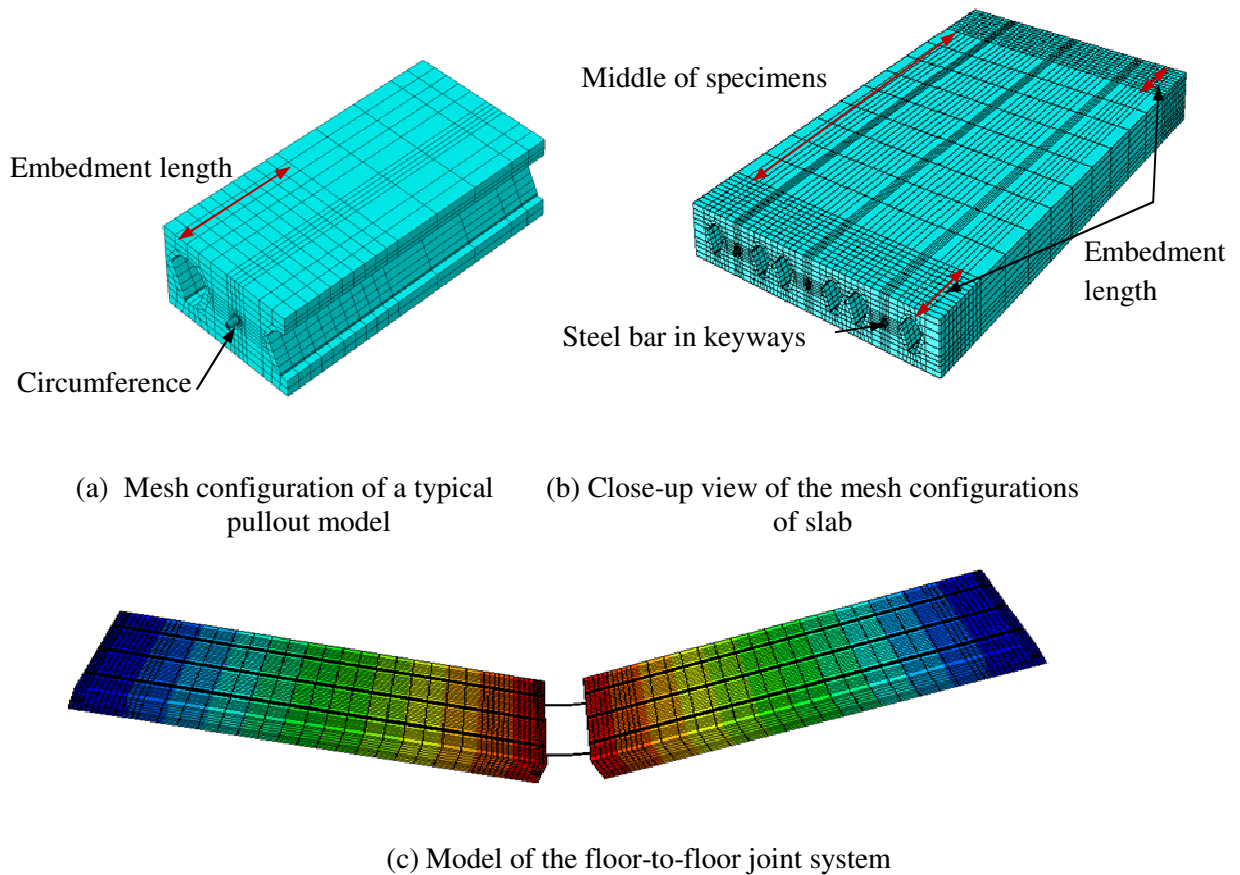 Middle of specimens
Embedment length
Embedment
length
Steel bar in keyways
Circumference
(a) Mesh configuration of a typical
pullout model
(b) Close-up view of the mesh configurations
of slab
(c) Model of the floor-to-floor joint system